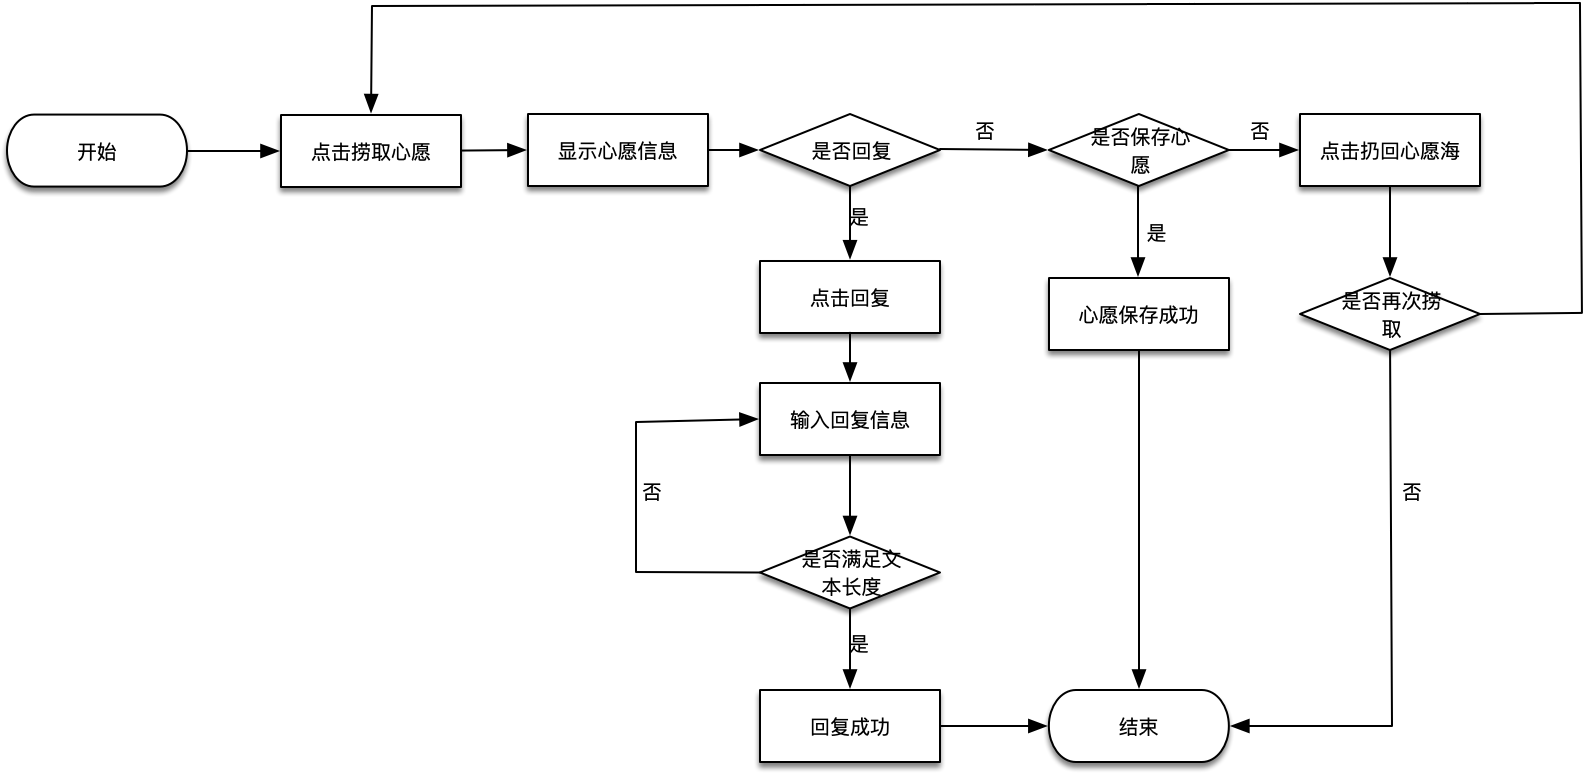 开始
点击捞取心愿
显示心愿信息
是否回复
否
是否保存心
愿
否
点击扔回心愿海
是
是
点击回复
心愿保存成功
是否再次捞
取
输入回复信息
否
否
是否满足文
本长度
是
回复成功
结束